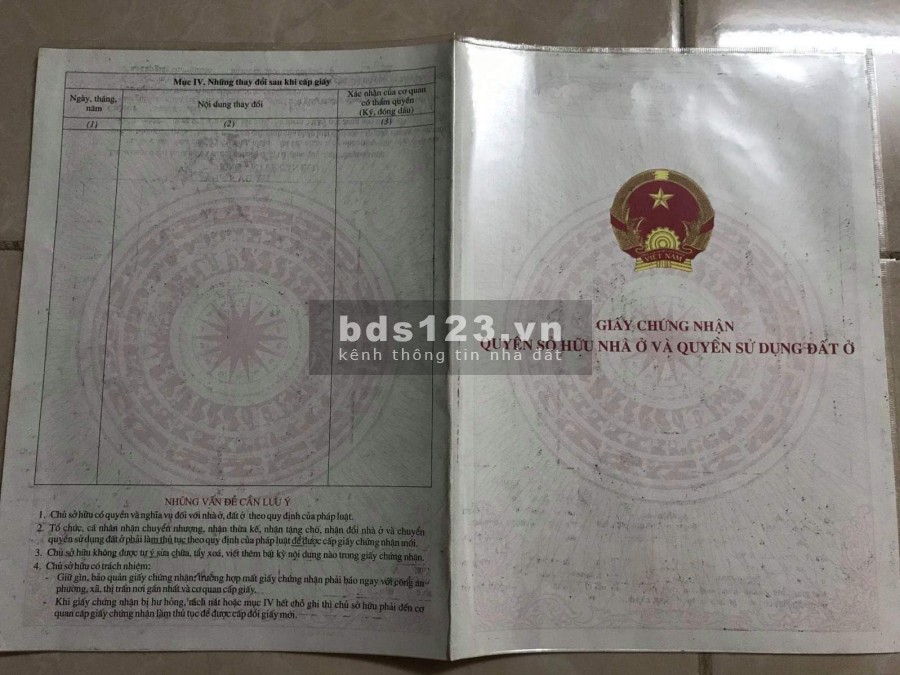 Mục IV. Những thay đổi sau khi cấp giấy
Ngày, tháng, năm
Nội dung thay đổi
Xác nhận của cơ quan có thẩm quyền (Ký, đóng dấu)
(1)
(2)
(3)
NHỮNG VẤN ĐỀ CẦN LƯU Ý
1. Chủ sở hữu có quyền và nghĩa vụ đối với nhà ở, đất ở theo quy định của pháp luật.
2. Tổ chức, cá nhân nhận chuyển nhượng, nhận thừa kế, nhận tặng cho, nhận đổi nhà ở và chuyển
quyền sử dụng đất ở phải làm thủ tục theo quy định của pháp luật để được cấp giấy chứng nhận mới.
3. Chủ sở hữu không được tự ý sửa chữa, tẩy xoá, viết thêm bất kỳ nội dung nào trong giấy chứng nhận.
4. Chủ sở hữu có trách nhiệm:
- Giữ gìn, bảo quản giấy chứng nhận; trường hợp mất giấy chứng nhận phải báo ngay với công an
phường, xã, thị trấn nơi gần nhất và cơ quan cấp giấy.
- Khi giấy chứng nhận bị hư hỏng, rách nát hoặc mục IV hết chỗ ghi thì chủ sở hữu phải đến cơ
quan cấp giấy chứng nhận làm thủ tục để được cấp đổi giấy mới.
VIỆT NAM
GIẤY CHỨNG NHẬN
QUYỀN SỞ HỮU NHÀ Ở VÀ QUYỀN SỬ DỤNG ĐẤT Ở
bds123.vn
kênh thông tin nhà đất